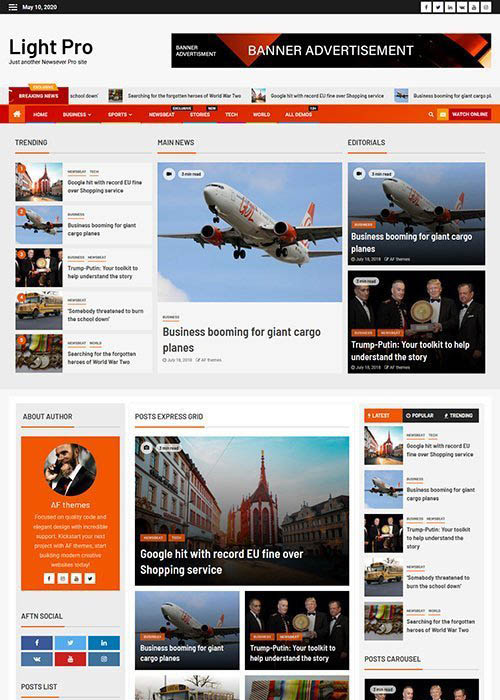 May 10, 2020
Light Pro
Just another Newsever Pro site
BANNER
ADVERTISMENT
BANNER ADVERTISEMENT
EXCLUSIVE
BREAKING NEWS
school down'
Searching for the forgotten heroes of World War Two
Google hit with record EU fine over Shopping service
Business booming for giant cargo pl
HOME
BUSINESS
SPORTS
NEWSBEAT
EXCLUSIVE
STORIES
NEW
TECH
WORLD
ALL DEMOS
WATCH ONLINE
TRENDING
1
NEWSBEAT TECH
Google hit with record EU fine
over Shopping service
2
BUSINESS
Business booming for giant
cargo planes
3
BUSINESS NEWSBEAT
Trump-Putin: Your toolkit to
help understand the story
4
NEWSBEAT
'Somebody threatened to burn
the school down'
5
NEWSBEAT WORLD
Searching for the forgotten
heroes of World War Two
MAIN NEWS
3 min read
BUSINESS
Business booming for giant cargo
planes
July 18, 2018 AF themes
EDITORIALS
3 min read
BUSINESS
Business booming for giant cargo
planes
July 18, 2018 AF themes
3 min read
BUSINESS NEWSBEAT
Trump-Putin: Your toolkit to help
understand the story
July 18, 2018 AF themes
ABOUT AUTHOR
AF themes
Focused on quality code and
elegant design with incredible
support. Kickstart your next
project with AF themes, start
building modern creative
websites today!
AFTN SOCIAL
POSTS LIST
POSTS EXPRESS GRID
3 min read
NEWSBEAT TECH
Google hit with record EU fine over
Shopping service
BUSINESS
Business booming for giant
cargo planes
BUSINESS NEWSBEAT
Trump-Putin: Your toolkit to
help understand the story
LATEST
POPULAR
TRENDING
NEWSBEAT TECH
Google hit with record EU
fine over Shopping service
BUSINESS
Business booming for giant
cargo planes
BUSINESS NEWSBEAT
Trump-Putin: Your toolkit
to help understand the
story
NEWSBEAT
'Somebody threatened to
burn the school down'
NEWSBEAT WORLD
Searching for the forgotten
heroes of World War Two
POSTS CAROUSEL